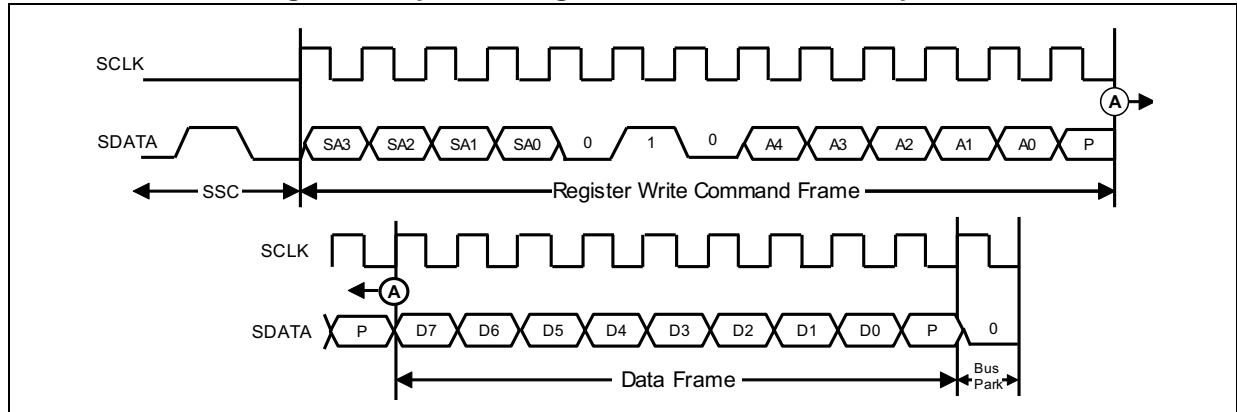 SCLK
A
SDATA SA3 SA2 SA1 SA0 0 1 0 A4 A3 A2 A1 A0 P
SSC Register Write Command Frame
SCLK
A
SDATA P D7 D6 D5 D4 D3 D2 D1 D0 P 0
Data Frame
Bus
Park